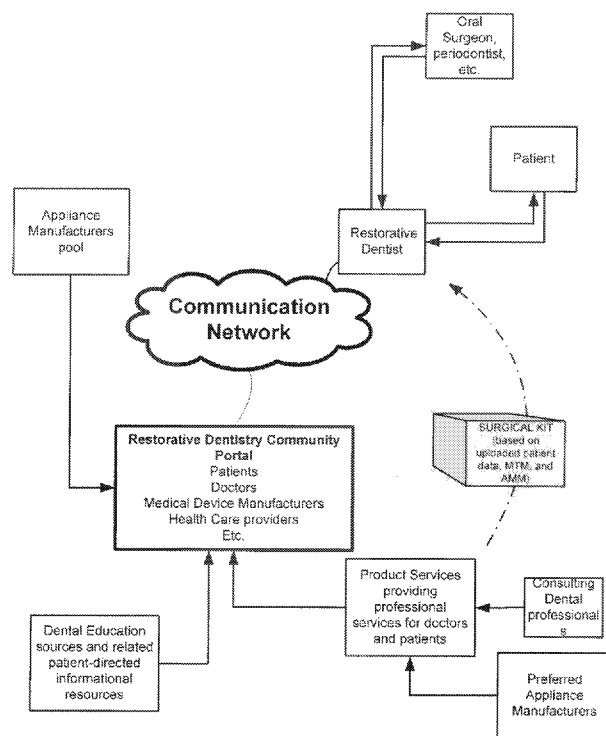 Oral
Surgeon,
periodontist,
etc.
Patient
Appliance
Manufacturers
pool
Restorative
Dentist
Communication
Network
SURGICAL KIT
(based on
uploaded patient
data, MTM, and
AMM)
Restorative Dentistry Community
Portal
Patients
Doctors
Medical Device Manufacturers
Health Care providers
Etc.
Product Services
providing
professional
services for doctors
and patients
Consulting
Dental
professional
s
Dental Education
sources and related
patient-directed
informational
resources
Preferred
Appliance
Manufacturers